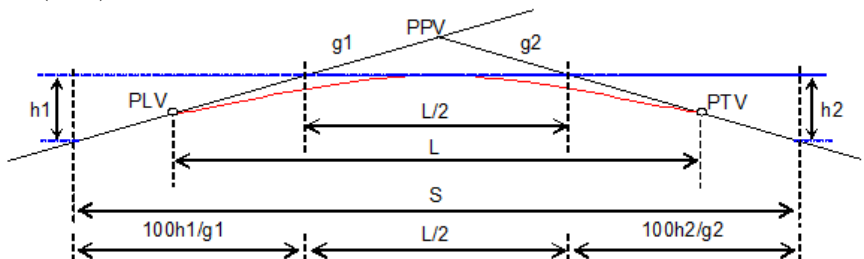 PPV
g1 g2
h1 PLV PTV h2
L/2
L
S
100h1/g1 L/2 100h2/g2